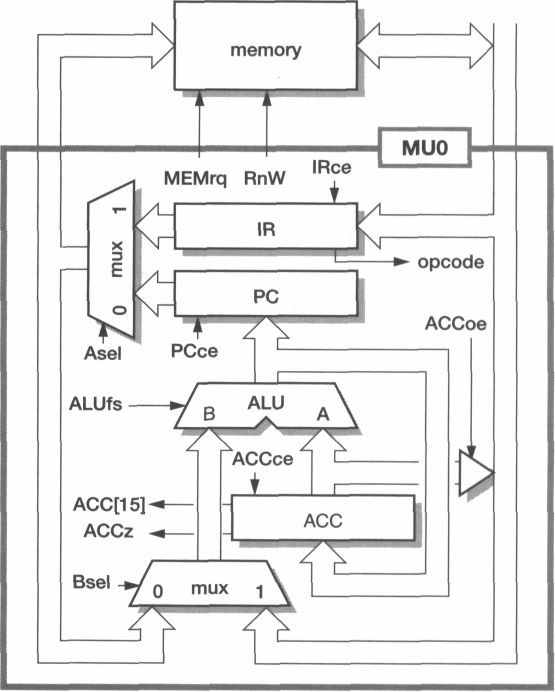 memory
MU0
MEMrq RnW IRce
1
IR
mux
opcode
PC
0
ACCoe
Asel PCce
ALUfs
B ALU A
ACCce
ACC[15]
ACC
ACCz
Bsel
0 mux 1